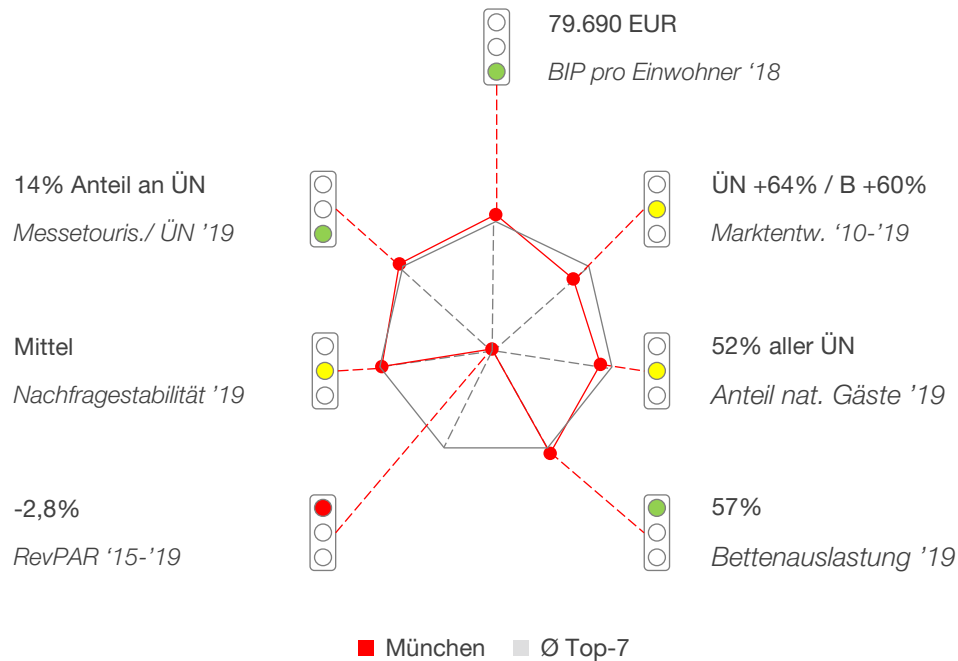 79.690 EUR
BIP pro Einwohner ‘18
14% Anteil an ÜN
Messetouris./ ÜN ’19
ÜN +64% / B +60%
Marktentw. '10-’19
Mittel
Nachfragestabilität ’19
52% aller ÜN
Anteil nat. Gäste ’19
-2,8%
RevPAR ‘15-’19
57%
Bettenauslastung ’19
München
Ø Top-7